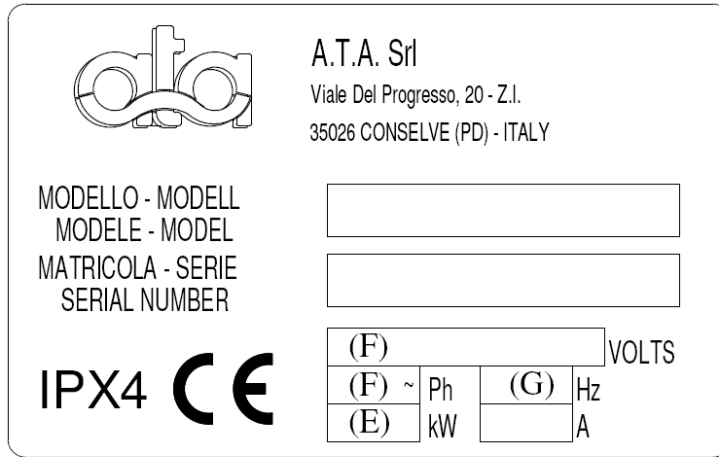 ata
A.T.A. Srl
Viale Del Progresso, 20 - Z.I.
35026 CONSELVE (PD) - ITALY
MODELLO - MODELL
MODELE - MODEL
MATRICOLA - SERIE
SERIAL NUMBER
IPX4 CE
(F) VOLTS
(F) ~ Ph (G) Hz
(E) kW A